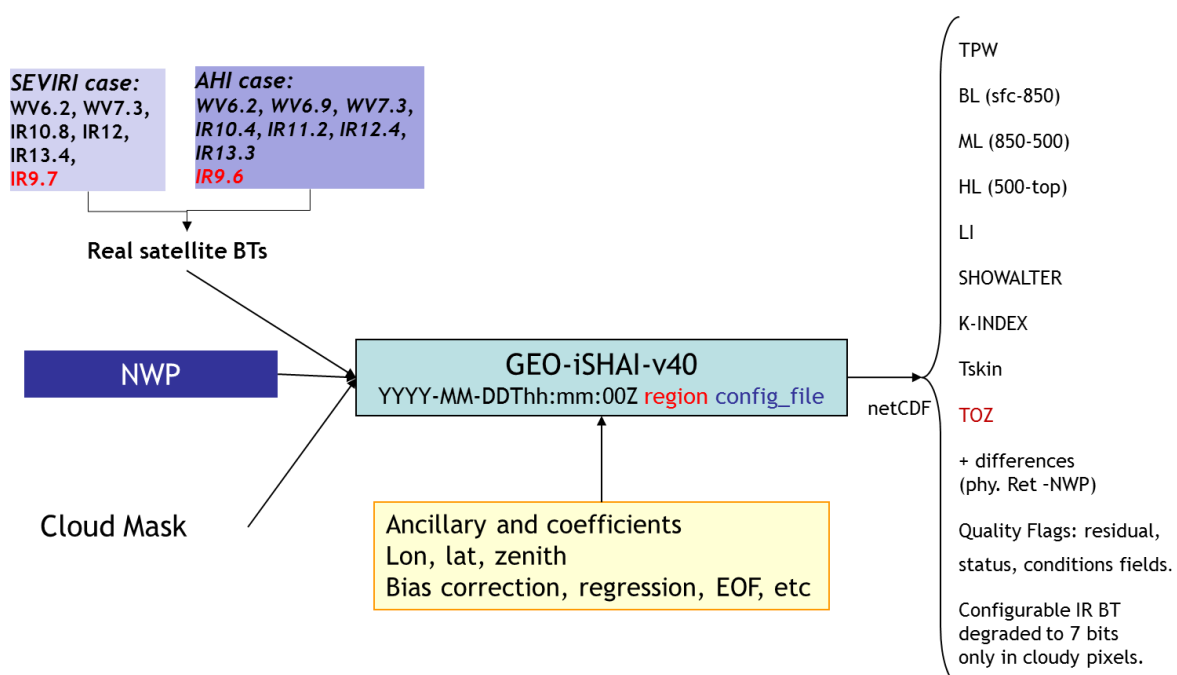 SEVIRI case:
WV6.2, WV7.3,
IR10.8, IR12,
IR13.4,
IR9.7
AHI case:
WV6.2, WV6.9, WV7.3,
IR10.4, IR11.2, IR12.4,
IR13.3
IR9.6
Real satellite BTs
NWP
Cloud Mask
GEO-iSHAI-v40
YYYY-MM-DDThh:mm:00Z region config_file
Ancillary and coefficients
Lon, lat, zenith
Bias correction, regression, EOF, etc
netCDF
TPW
BL (sfc-850)
ML (850-500)
HL (500-top)
LI
SHOWALTER
K-INDEX
Tskin
TOZ
+ differences
(phy. Ret -NWP)
Quality Flags: residual,
status, conditions fields.
Configurable IR BT
degraded to 7 bits
only in cloudy pixels.